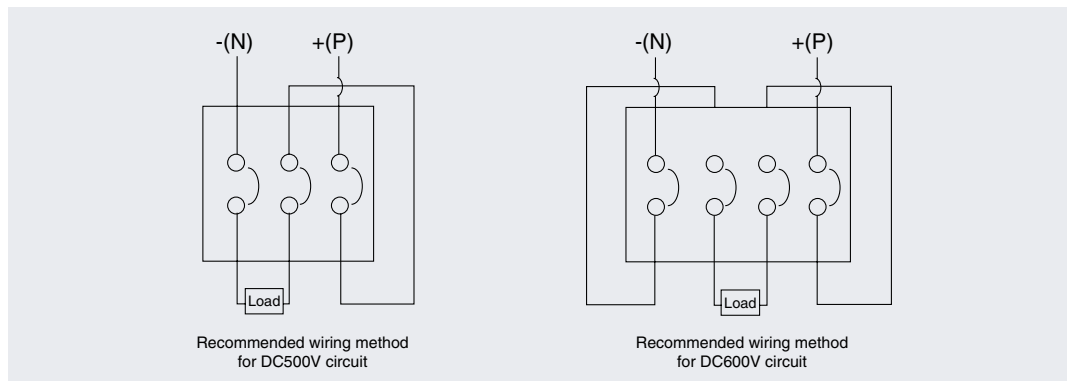 -(N) +(P)
Load
Recommended wiring method
for DC500V circuit
-(N) +(P)
Load
Recommended wiring method
for DC600V circuit